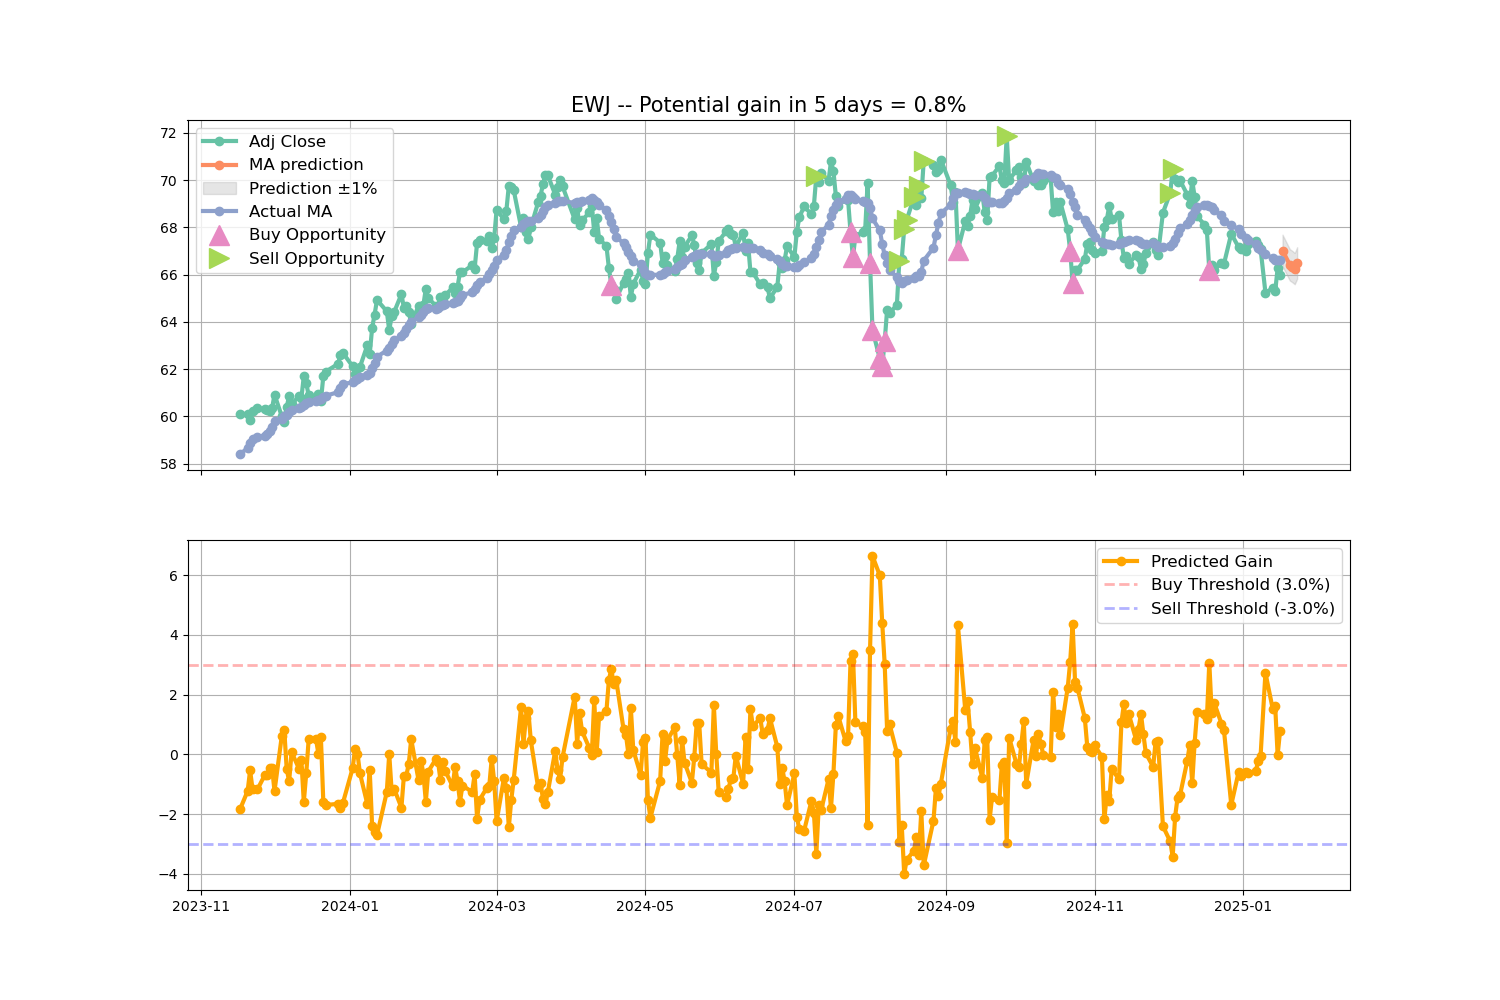 EWJ -- Potential gain in 5 days = 0.8%
72
70
68
66
64
62
60
58
Adj Close
MA prediction
Prediction ±1%
Actual MA
Buy Opportunity
Sell Opportunity
6
4
2
0
−2
−4
Predicted Gain
Buy Threshold (3.0%)
Sell Threshold (-3.0%)
2023-11 2024-01 2024-03 2024-05 2024-07 2024-09 2024-11 2025-01